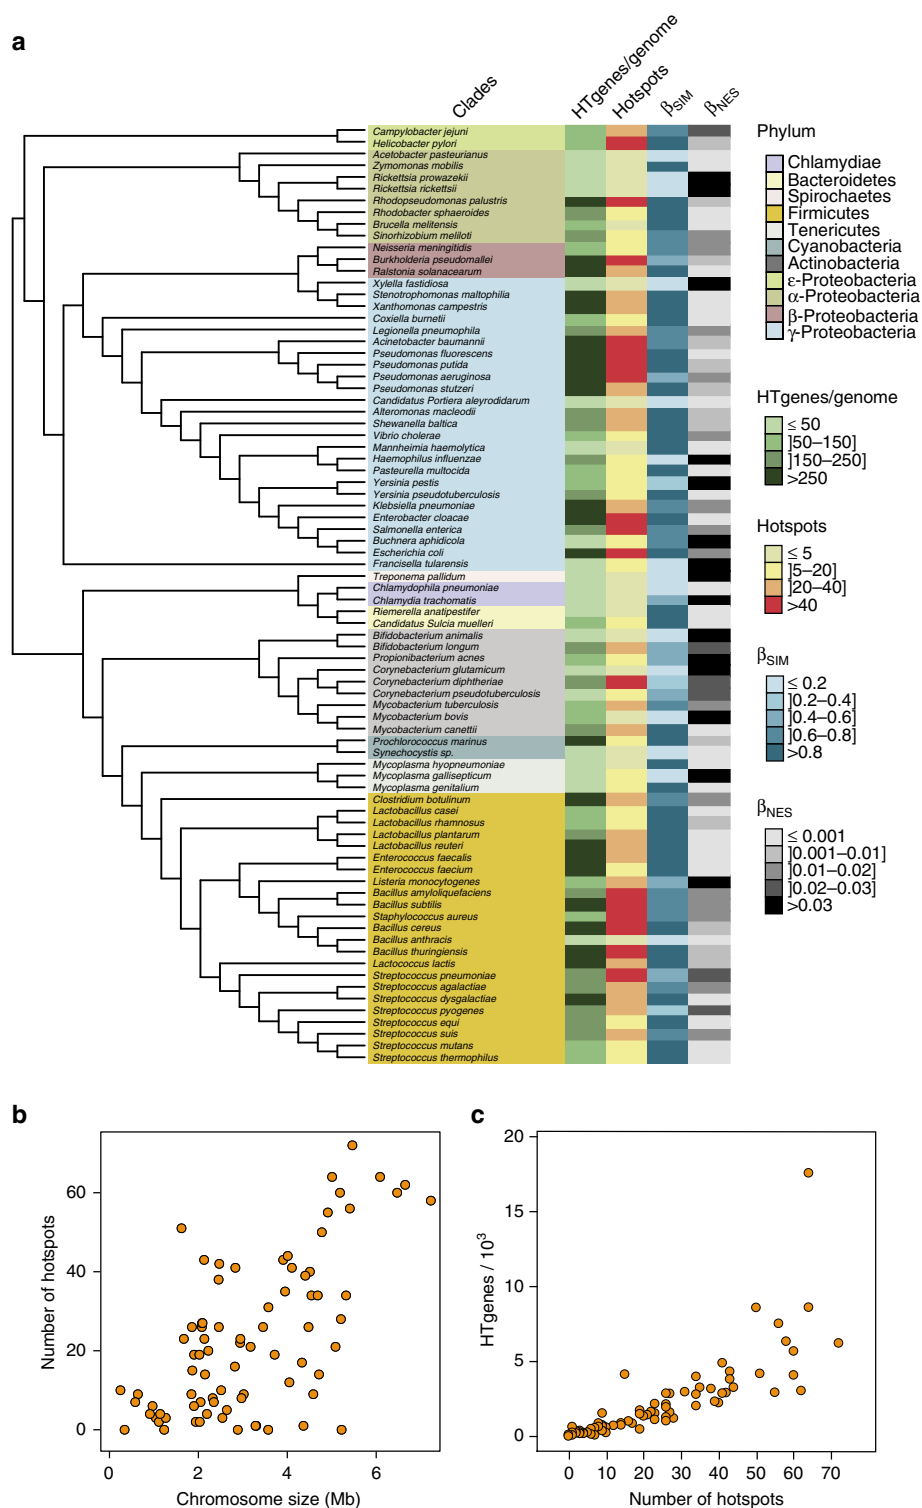 a
Clades
HTgenes/genome
Hotspots
βSIM
βNES
Campylobacter jejuni
Helicobacter pylori
Acetobacter pasteurianus
Zymomonas mobilis
Rickettsia prowazekii
Rickettsia rickettsii
Rhodopseudomonas palustris
Rhodobacter sphaeroides
Brucella melitensis
Sinorhizobium meliloti
Neisseria meningitidis
Burkholderia pseudomallei
Ralstonia solanacearum
Xylella fastidiosa
Stenotrophomonas maltophilia
Xanthomonas campestris
Coxiella burnetii
Legionella pneumophila
Acinetobacter baumannii
Pseudomonas fluorescens
Pseudomonas putida
Pseudomonas aeruginosa
Pseudomonas stutzeri
Candidatus Portiera aleyrodidarum
Alteromonas macleodii
Shewanella baltica
Vibrio cholerae
Mannheimia haemolytica
Haemophilus influenzae
Pasteurella multocida
Yersinia pestis
Yersinia pseudotuberculosis
Klebsiella pneumoniae
Enterobacter cloacae
Salmonella enterica
Buchnera aphidicola
Escherichia coli
Francisella tularensis
Treponema pallidum
Chlamydophila pneumoniae
Chlamydia trachomatis
Riemerella anatipestifer
Candidatus Sulcia muelleri
Bifidobacterium animalis
Bifidobacterium longum
Propionibacterium acnes
Corynebacterium glutamicum
Corynebacterium diphtheriae
Corynebacterium pseudotuberculosis
Mycobacterium tuberculosis
Mycobacterium bovis
Mycobacterium canettii
Prochlorococcus marinus
Synechocystis sp.
Mycoplasma hyopneumoniae
Mycoplasma gallisepticum
Mycoplasma genitalium
Clostridium botulinum
Lactobacillus casei
Lactobacillus rhamnosus
Lactobacillus plantarum
Lactobacillus reuteri
Enterococcus faecalis
Enterococcus faecium
Listeria monocytogenes
Bacillus amyloliquefaciens
Bacillus subtilis
Staphylococcus aureus
Bacillus cereus
Bacillus anthracis
Bacillus thuringiensis
Lactococcus lactis
Streptococcus pneumoniae
Streptococcus agalactiae
Streptococcus dysgalactiae
Streptococcus pyogenes
Streptococcus equi
Streptococcus suis
Streptococcus mutans
Streptococcus thermophilus
Phylum
Chlamydiae
Bacteroidetes
Spirochaetes
Firmicutes
Tenericutes
Cyanobacteria
Actinobacteria
ε-Proteobacteria
α-Proteobacteria
β-Proteobacteria
γ-Proteobacteria
HTgenes/genome
≤ 50
]50–150]
]150–250]
>250
Hotspots
≤ 5
]5–20]
]20–40]
>40
βSIM
≤ 0.2
]0.2–0.4]
]0.4–0.6]
]0.6–0.8]
>0.8
βNES
≤ 0.001
]0.001–0.01]
]0.01–0.02]
]0.02–0.03]
>0.03
b
Number of hotspots
60
40
20
0
0 2 4 6
Chromosome size (Mb)
c
HTgenes / 10³
20
15
10
5
0
0 10 20 30 40 50 60 70
Number of hotspots